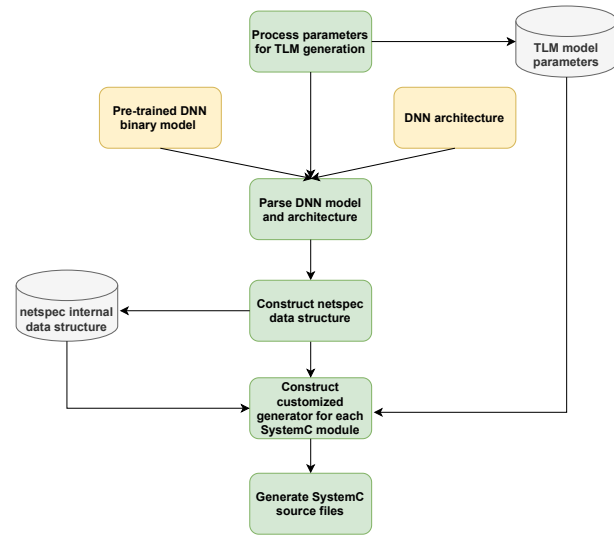 Process parameters
for TLM generation
TLM model
parameters
Pre-trained DNN
binary model
DNN architecture
Parse DNN model
and architecture
netspec internal
data structure
Construct netspec
data structure
Construct
customized
generator for each
SystemC module
Generate SystemC
source files